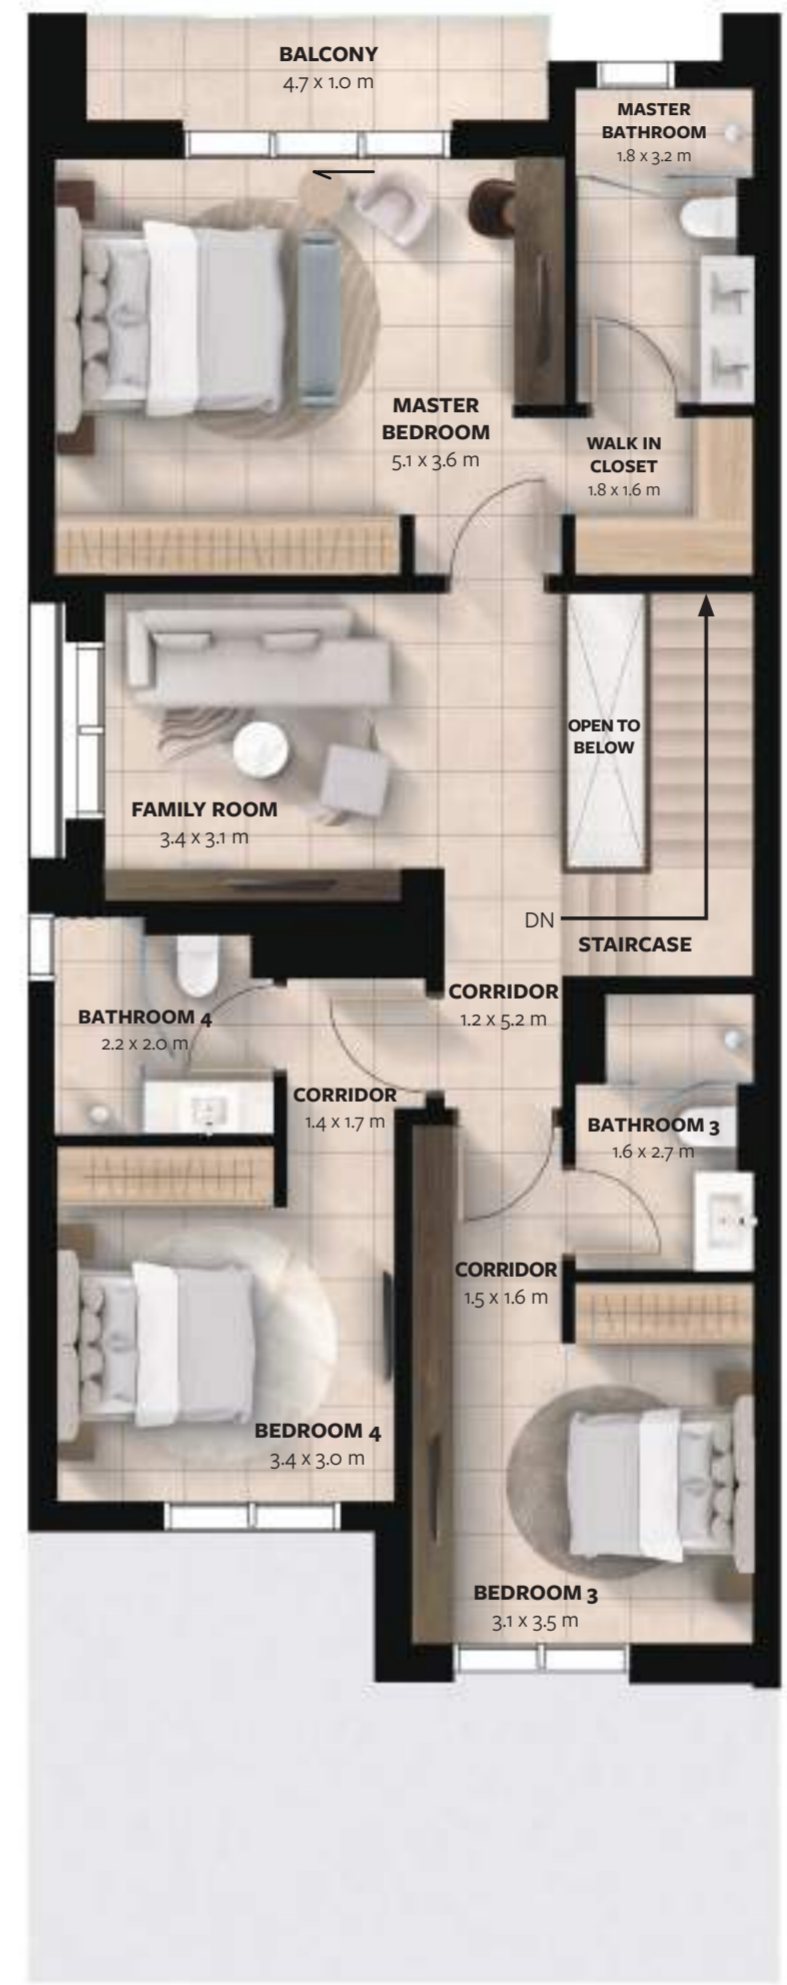 BALCONY
4.7 x 1.0 m
MASTER
BATHROOM
1.8 x 3.2 m
MASTER
BEDROOM
5.1 x 3.6 m
WALK IN
CLOSET
1.8 x 1.6 m
OPEN TO
BELOW
FAMILY ROOM
3.4 x 3.1 m
DN
STAIRCASE
CORRIDOR
1.2 x 5.2 m
BATHROOM 4
2.2 x 2.0 m
CORRIDOR
1.4 x 1.7 m
BATHROOM 3
1.6 x 2.7 m
CORRIDOR
1.5 x 1.6 m
BEDROOM 4
3.4 x 3.0 m
BEDROOM 3
3.1 x 3.5 m